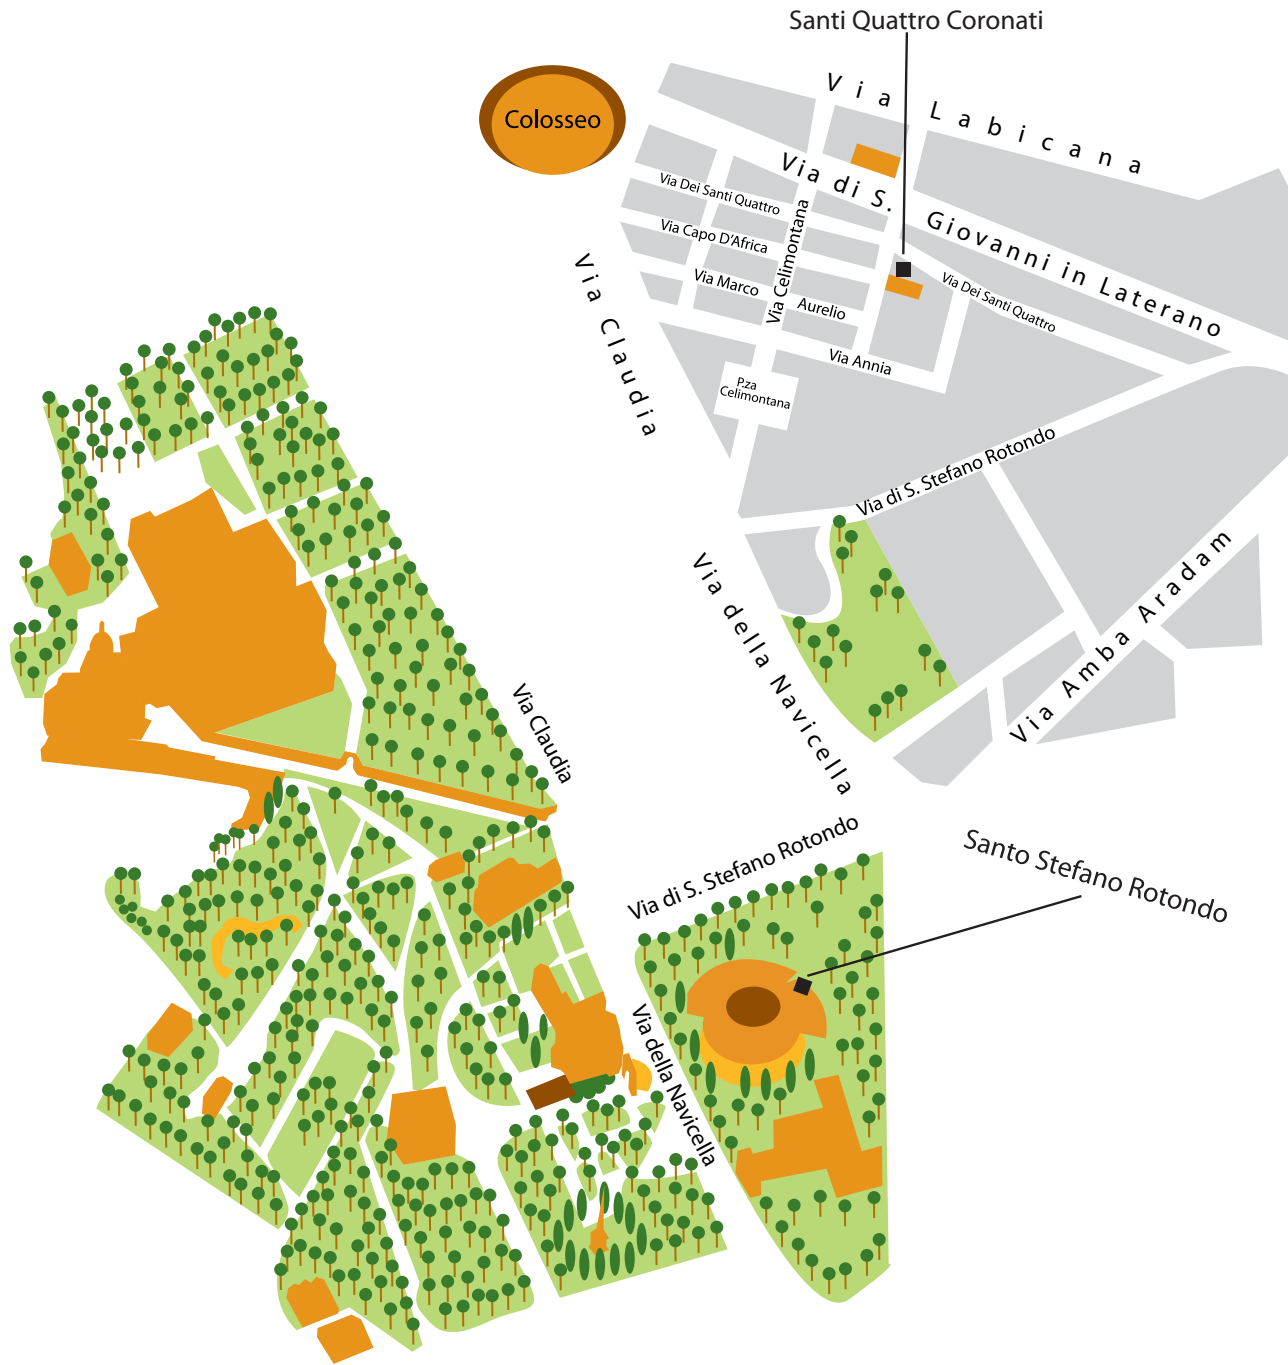 Santi Quattro Coronati
Colosseo
Via Labicana
Via di S. Giovanni in Laterano
Via Dei Santi Quattro
Via Capo D'Africa
Via Celimontana
Via Marco Aurelio
Via Dei Santi Quattro
Via Claudia
Via Annia
P.za
Celimontana
Via di S. Stefano Rotondo
Via della Navicella
Via Amba Aradam
Via Claudia
Via di S. Stefano Rotondo
Santo Stefano Rotondo
Via della Navicella